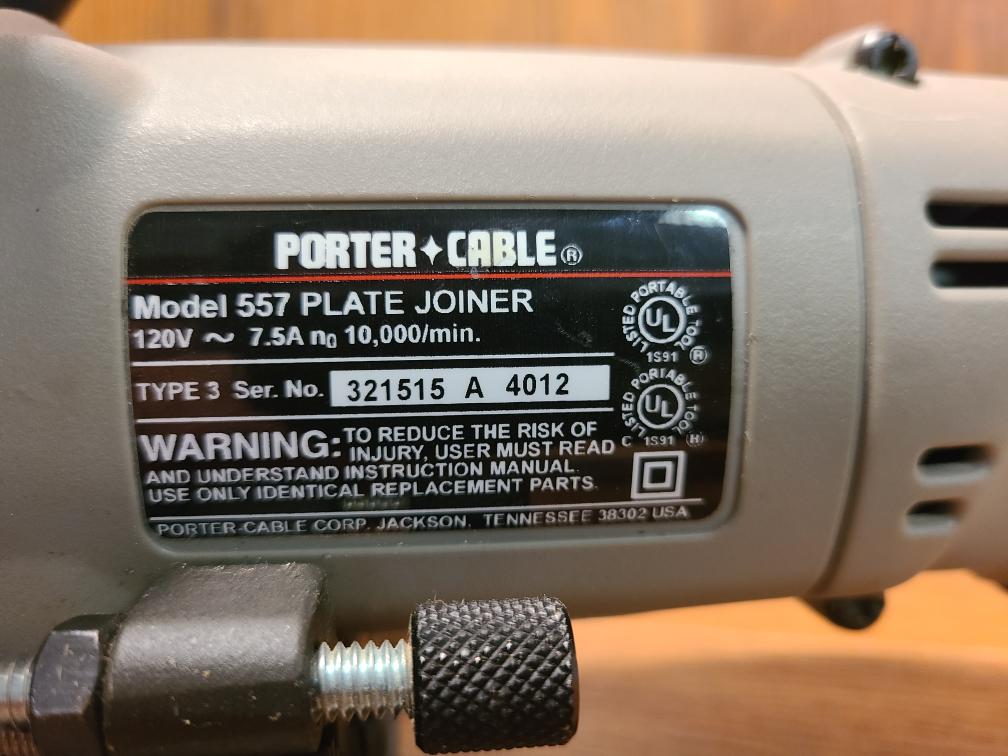 PORTER✦CABLE®
Model 557 PLATE JOINER
120V ~ 7.5A n₀ 10,000/min.
LISTED PORTABLE TOOL
UL
1S91 ®
TYPE 3 Ser. No. 321515 A 4012
LISTED PORTABLE TOOL
UL
C 1S91 ®
WARNING: TO REDUCE THE RISK OF
INJURY, USER MUST READ
AND UNDERSTAND INSTRUCTION MANUAL.
USE ONLY IDENTICAL REPLACEMENT PARTS.
PORTER-CABLE CORP. JACKSON, TENNESSEE 38302 USA